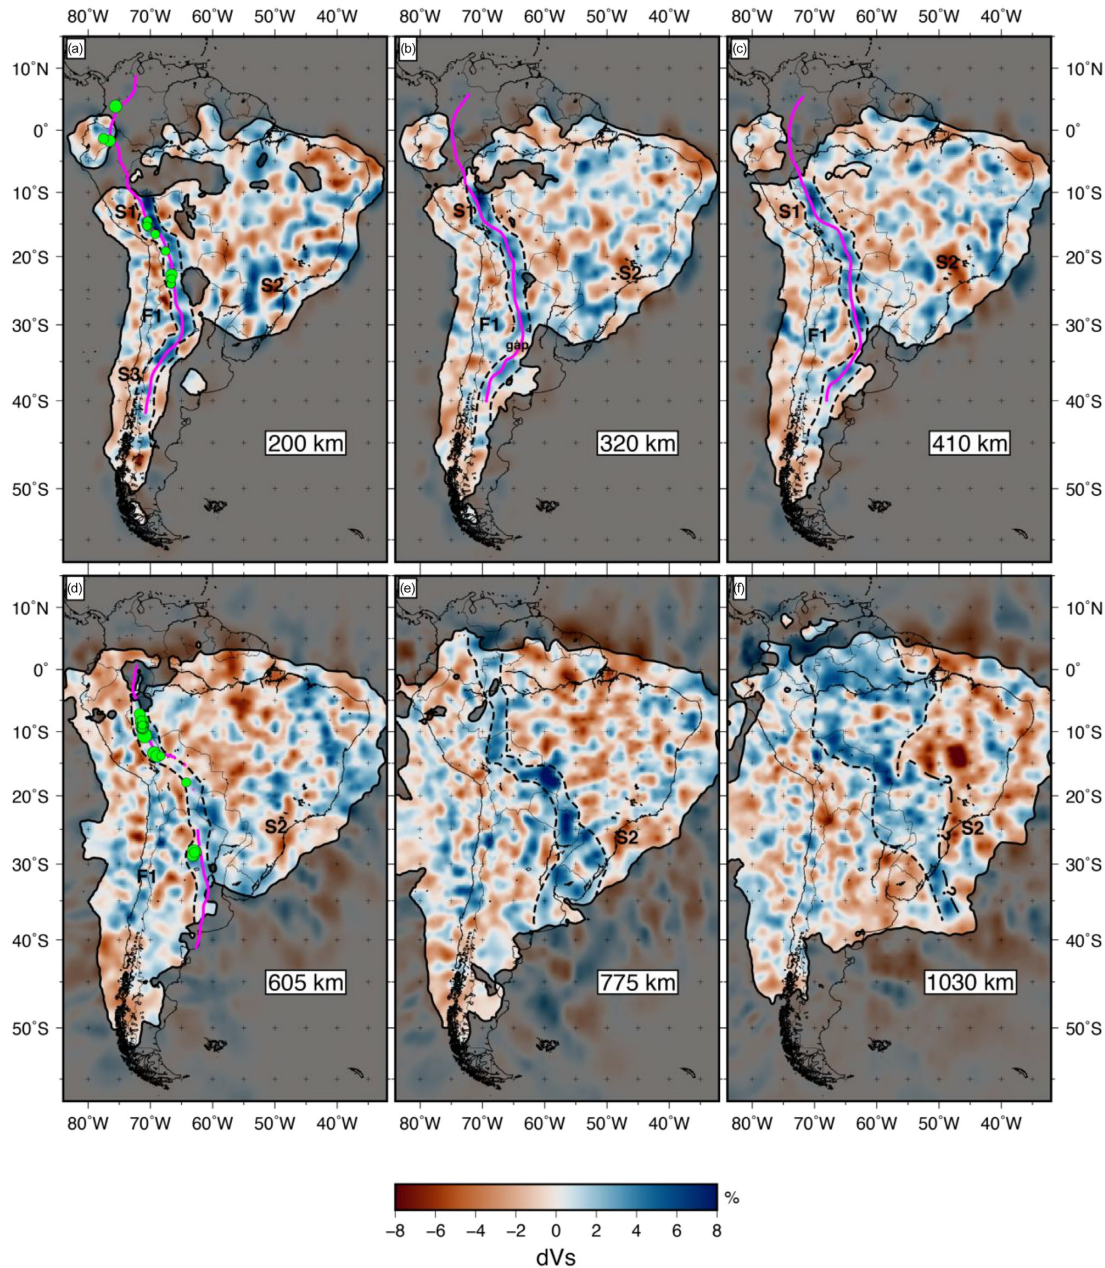 80°W 70°W 60°W 50°W 40°W 80°W 70°W 60°W 50°W 40°W 80°W 70°W 60°W 50°W 40°W
(a) (b) (c)
10°N 10°N
0° 0°
10°S 10°S
S1 S1 S1
20°S 20°S
S2 S2 S2
F1 F1 F1
30°S 30°S
gap
S3
40°S 40°S
200 km 320 km 410 km
50°S 50°S
(d) (e) (f)
10°N 10°N
0° 0°
10°S 10°S
? 
20°S 20°S
S2 S2 S2
?
30°S 30°S
F1
?
40°S 40°S
605 km 775 km 1030 km
50°S 50°S
80°W 70°W 60°W 50°W 40°W 80°W 70°W 60°W 50°W 40°W 80°W 70°W 60°W 50°W 40°W
%
−8 −6 −4 −2 0 2 4 6 8
dVs